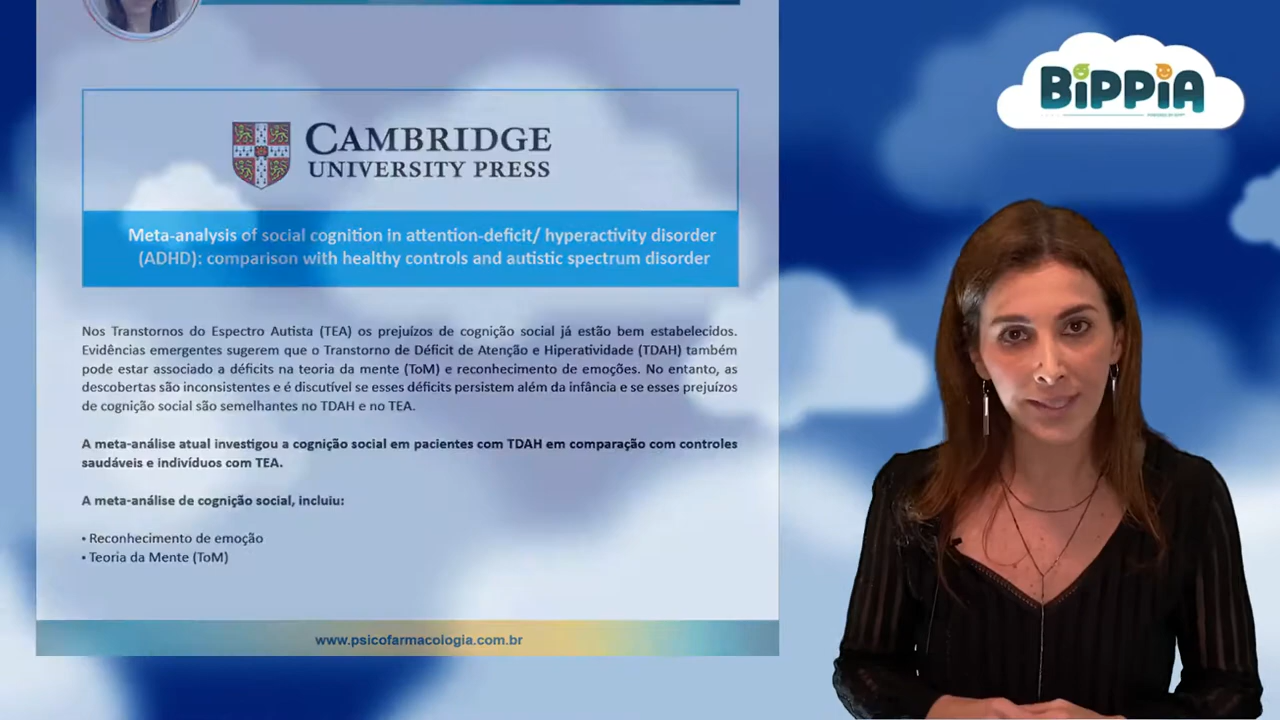 BiPPiA
CAMBRIDGE
UNIVERSITY PRESS
Meta-analysis of social cognition in attention-deficit/ hyperactivity disorder
(ADHD): comparison with healthy controls and autistic spectrum disorder
Nos Transtornos do Espectro Autista (TEA) os prejuízos de cognição social já estão bem estabelecidos.
Evidências emergentes sugerem que o Transtorno de Déficit de Atenção e Hiperatividade (TDAH) também
pode estar associado a déficits na teoria da mente (ToM) e reconhecimento de emoções. No entanto, as
descobertas são inconsistentes e é discutível se esses déficits persistem além da infância e se esses prejuízos
de cognição social são semelhantes no TDAH e no TEA.
A meta-análise atual investigou a cognição social em pacientes com TDAH em comparação com controles
saudáveis e indivíduos com TEA.
A meta-análise de cognição social, incluiu:
• Reconhecimento de emoção
• Teoria da Mente (ToM)
www.psicofarmacologia.com.br